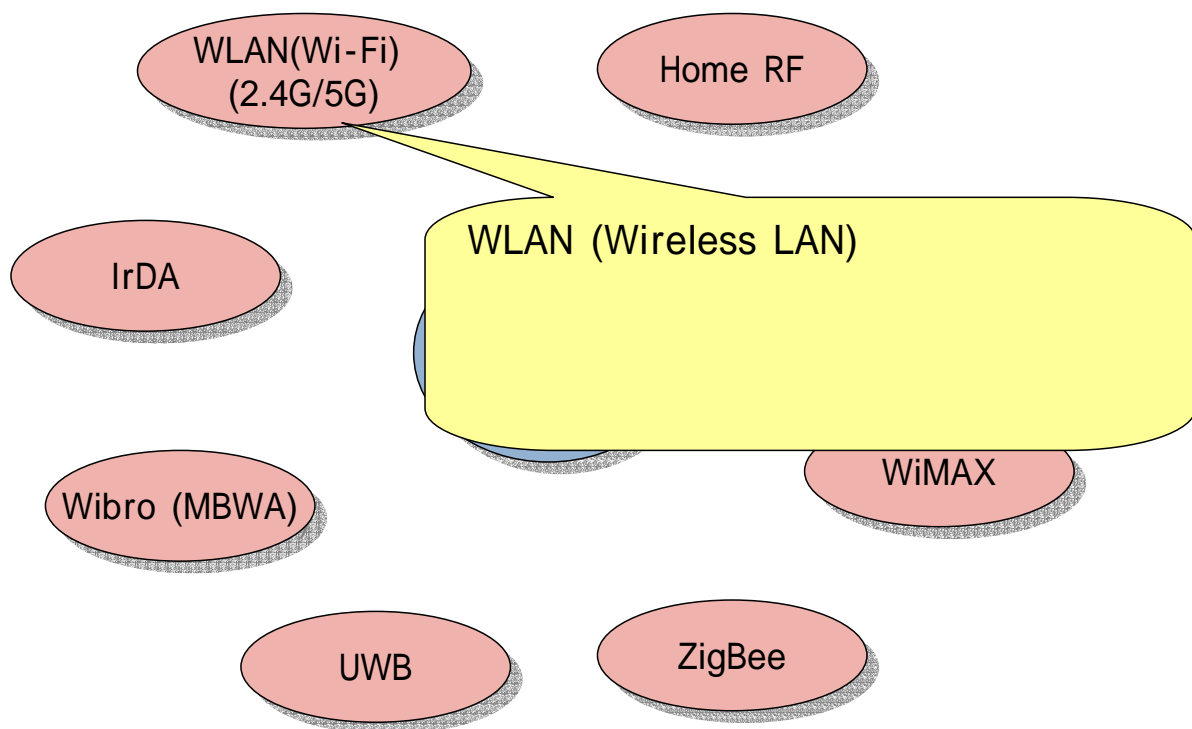 WLAN(Wi-Fi)
(2.4G/5G)
Home RF
WLAN (Wireless LAN)
IrDA
WiMAX
Wibro (MBWA)
ZigBee
UWB